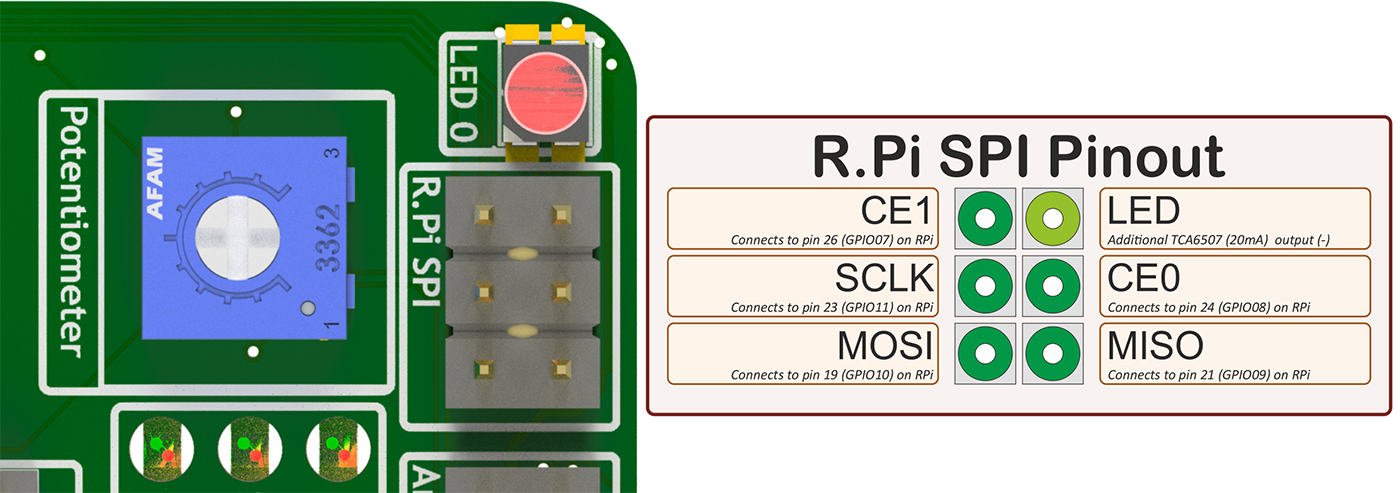 LED 0
Potentiometer
AFAM
3
3362
1
R.Pi SPI
R.Pi SPI Pinout
CE1
Connects to pin 26 (GPIO07) on RPi
LED
Additional TCA6507 (20mA) output (-)
SCLK
Connects to pin 23 (GPIO11) on RPi
CE0
Connects to pin 24 (GPIO08) on RPi
MOSI
Connects to pin 19 (GPIO10) on RPi
MISO
Connects to pin 21 (GPIO09) on RPi